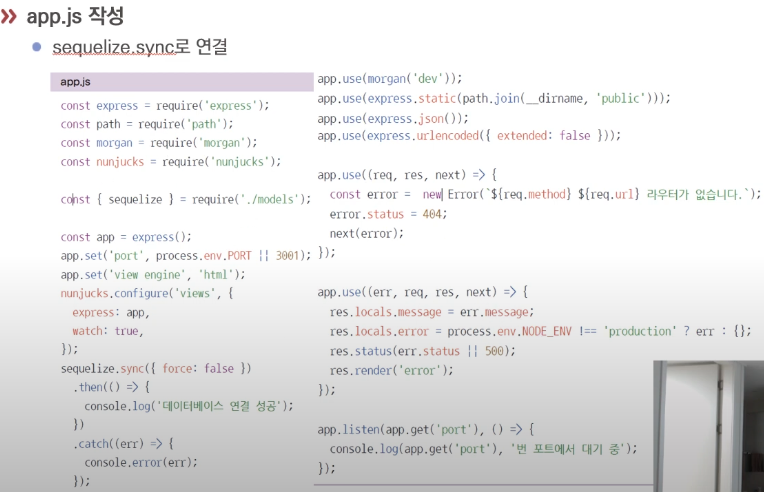 » app.js 작성
• sequelize.sync로 연결
app.js
const express = require('express');
const path = require('path');
const morgan = require('morgan');
const nunjucks = require('nunjucks');
const { sequelize } = require('./models');
const app = express();
app.set('port', process.env.PORT || 3001);
app.set('view engine', 'html');
nunjucks.configure('views', {
  express: app,
  watch: true,
});
sequelize.sync({ force: false })
  .then(() => {
    console.log('데이터베이스 연결 성공');
  })
  .catch((err) => {
    console.error(err);
  });
app.use(morgan('dev'));
app.use(express.static(path.join(__dirname, 'public')));
app.use(express.json());
app.use(express.urlencoded({ extended: false }));
app.use((req, res, next) => {
  const error =  new Error(`${req.method} ${req.url} 라우터가 없습니다.`);
  error.status = 404;
  next(error);
});
app.use((err, req, res, next) => {
  res.locals.message = err.message;
  res.locals.error = process.env.NODE_ENV !== 'production' ? err : {};
  res.status(err.status || 500);
  res.render('error');
});
app.listen(app.get('port'), () => {
  console.log(app.get('port'), '번 포트에서 대기 중');
});